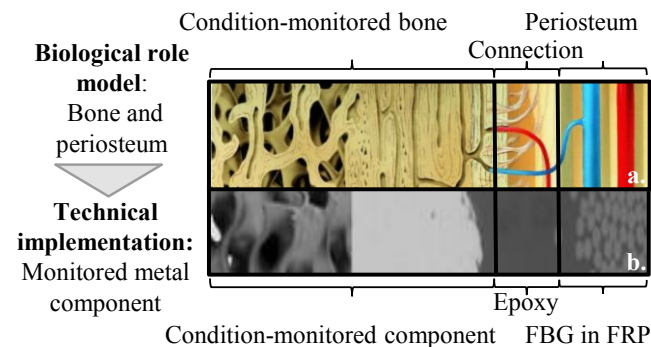 Condition-monitored bone
Periosteum
Connection
Biological role
model:
Bone and
periosteum
a.
Technical
implementation:
Monitored metal
component
b.
Epoxy
Condition-monitored component
FBG in FRP